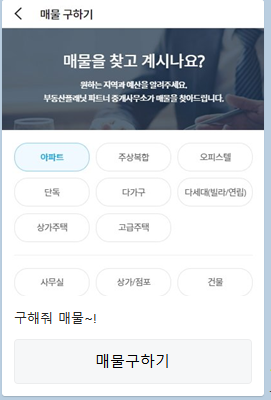 매물 구하기
매물을 찾고 계시나요?
원하는 지역과 예산을 알려주세요.
부동산플래닛 파트너 중개사무소가 매물을 찾아드립니다.
아파트 주상복합 오피스텔
단독 다가구 다세대(빌라/연립)
상가주택 고급주택
사무실 상가/점포 건물
구해줘 매물~!
매물구하기